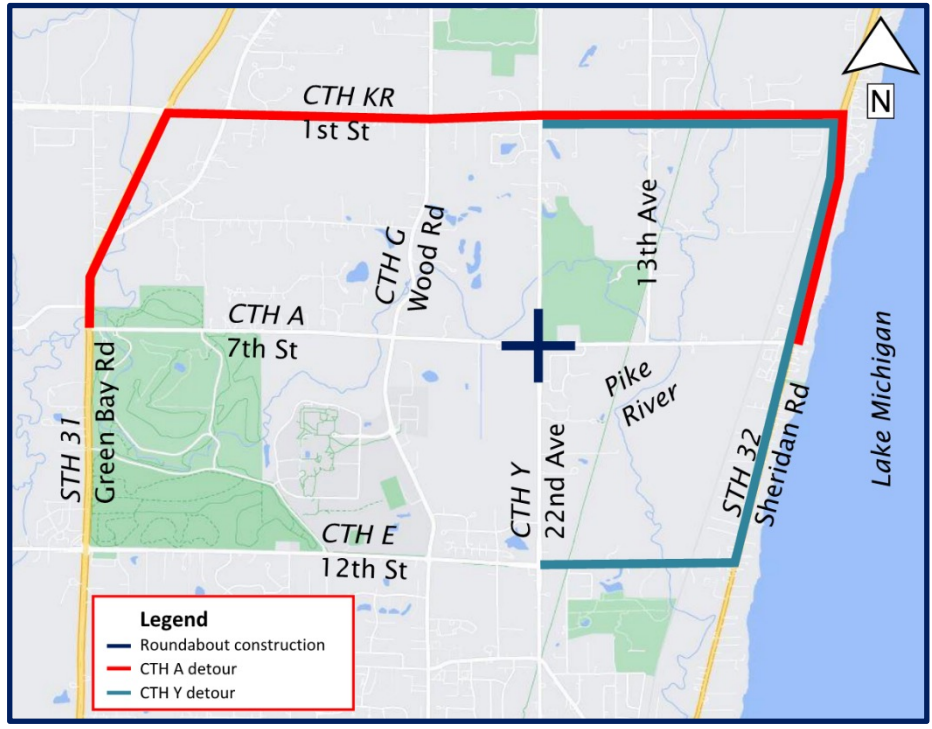 N
CTH KR
1st St
13th Ave
CTH G
Wood Rd
CTH A
7th St
Pike
River
Lake Michigan
STH 31
Green Bay Rd
STH 32
Sheridan Rd
CTH Y
22nd Ave
CTH E
12th St
Legend
Roundabout construction
CTH A detour
CTH Y detour